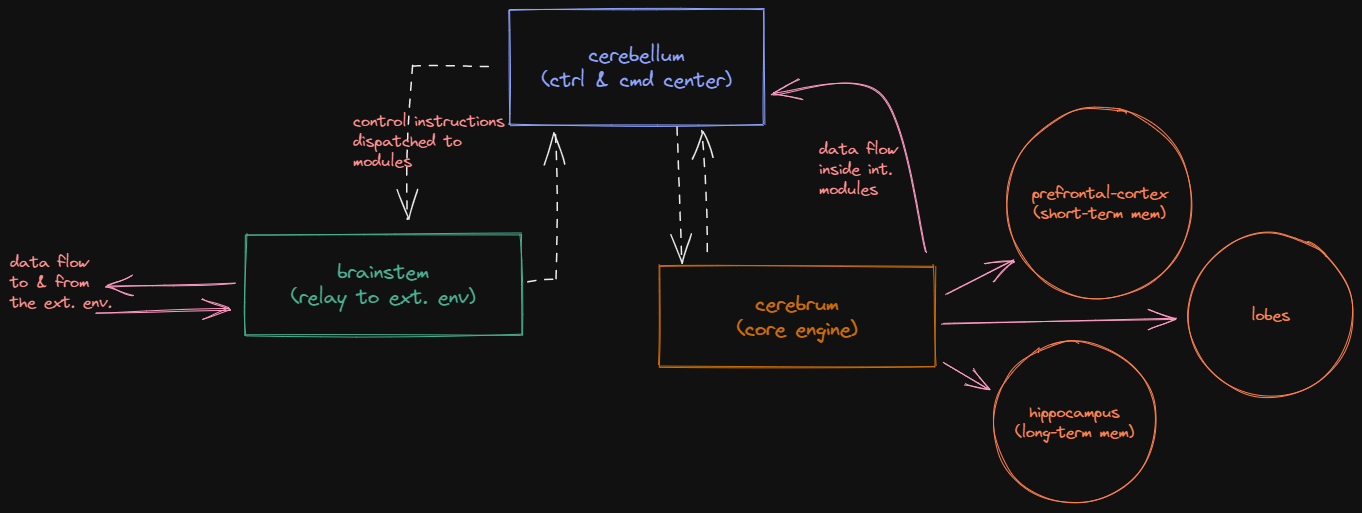 cerebellum
(ctrl & cmd center)
control instructions
dispatched to
modules
data flow
inside int.
modules
prefrontal-cortex
(short-term mem)
data flow
to & from
the ext. env.
brainstem
(relay to ext. env)
cerebrum
(core engine)
lobes
hippocampus
(long-term mem)